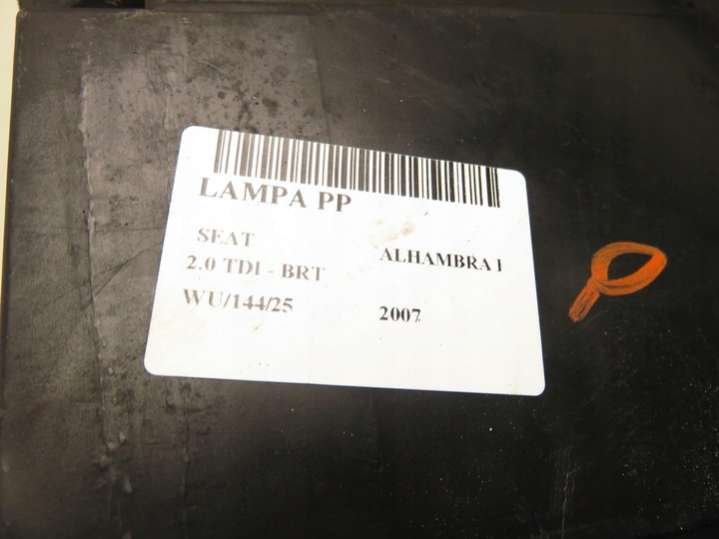 LAMPA PP
SEAT
ALHAMBRA I
2.0 TDI - BRT
WU/144/25
2007